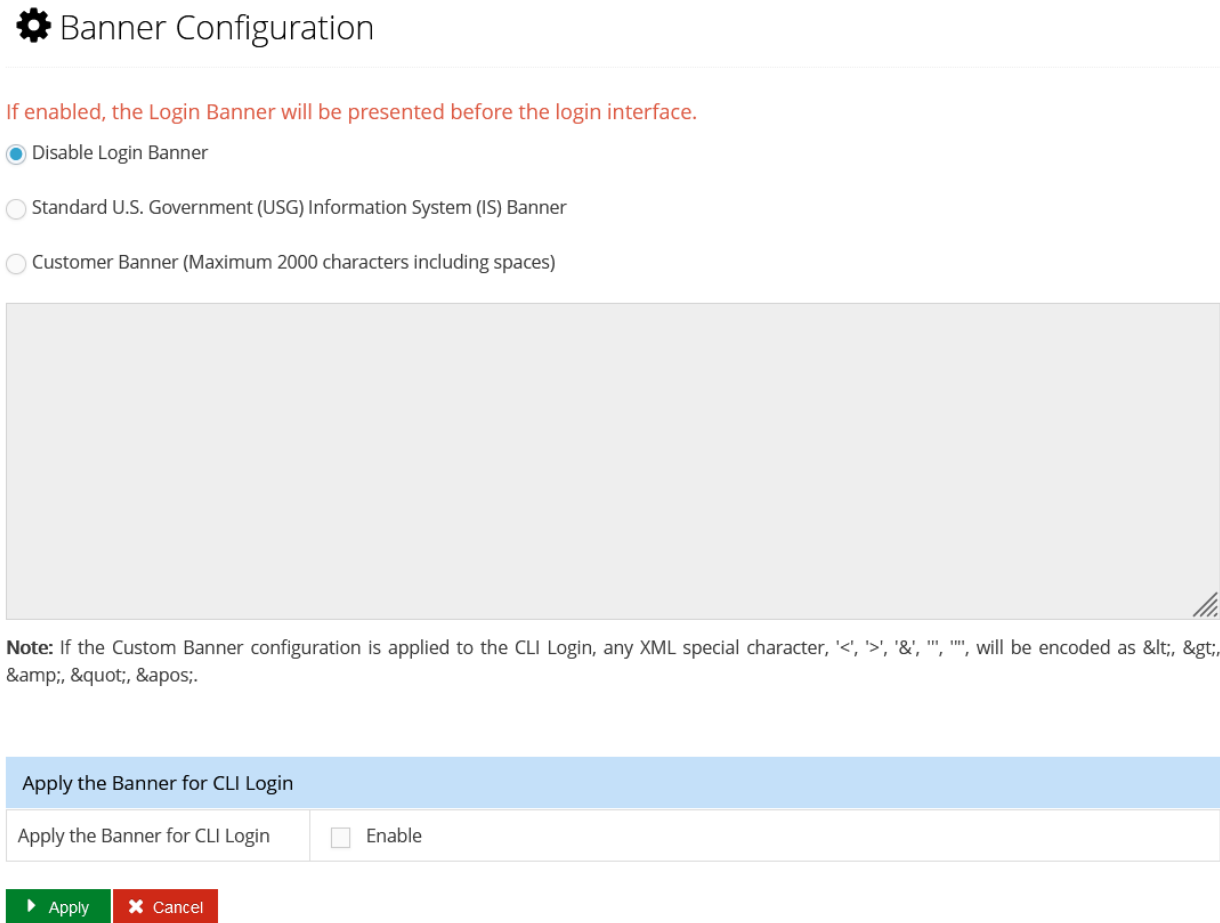 Banner Configuration
If enabled, the Login Banner will be presented before the login interface.
Disable Login Banner
Standard U.S. Government (USG) Information System (IS) Banner
Customer Banner (Maximum 2000 characters including spaces)
Note: If the Custom Banner configuration is applied to the CLI Login, any XML special character, '<', '>', '&', '"', '"', will be encoded as &lt;, &gt;,
&amp;, &quot;, &apos;.
Apply the Banner for CLI Login
Apply the Banner for CLI Login Enable
Apply Cancel